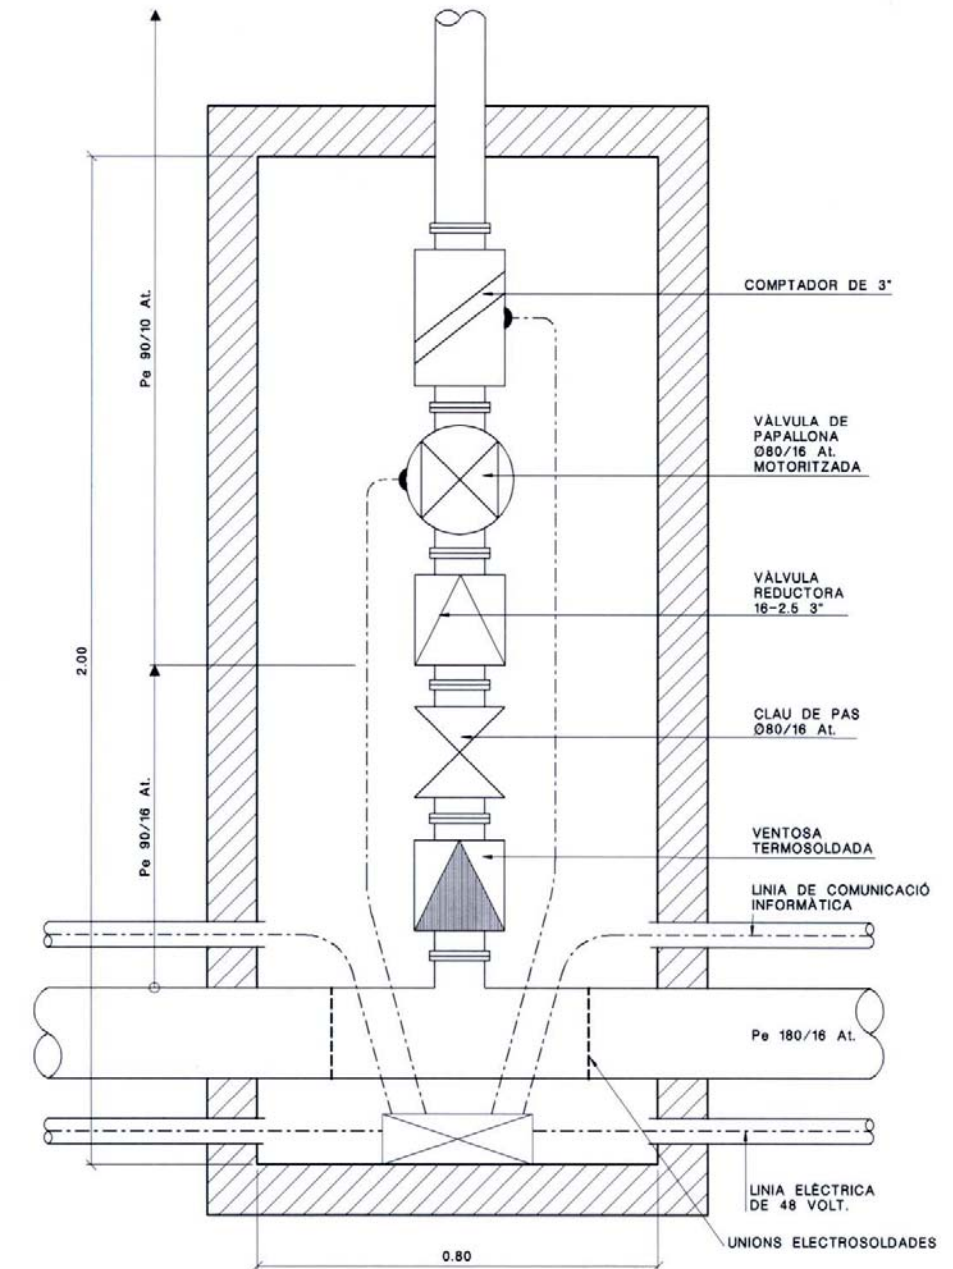 COMPTADOR DE 3"
Pe 90/10 At.
VÀLVULA DE
PAPALLONA
Ø80/16 At.
MOTORITZADA
VÀLVULA
REDUCTORA
16-2.5 3"
2.00
CLAU DE PAS
Ø80/16 At.
Pe 90/16 At.
VENTOSA
TERMOSOLDADA
LINIA DE COMUNICACIÓ
INFORMÀTICA
Pe 180/16 At.
LINIA ELÈCTRICA
DE 48 VOLT.
UNIONS ELECTROSOLDADES
0.80